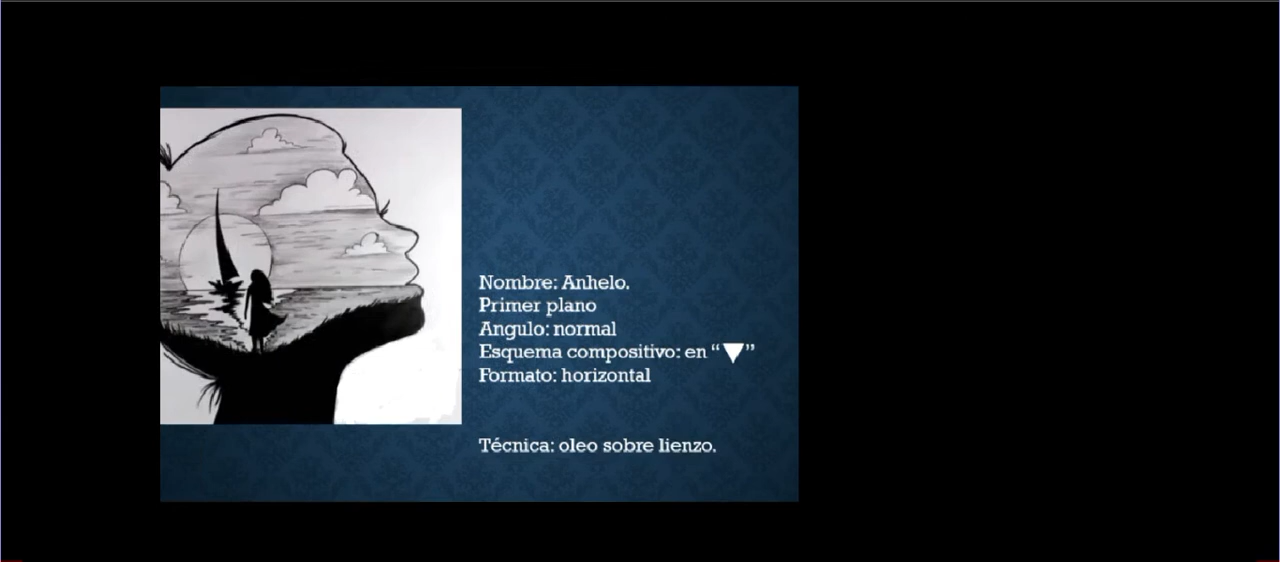 Nombre: Anhelo.
Primer plano
Angulo: normal
Esquema compositivo: en “▼”
Formato: horizontal
Técnica: oleo sobre lienzo.